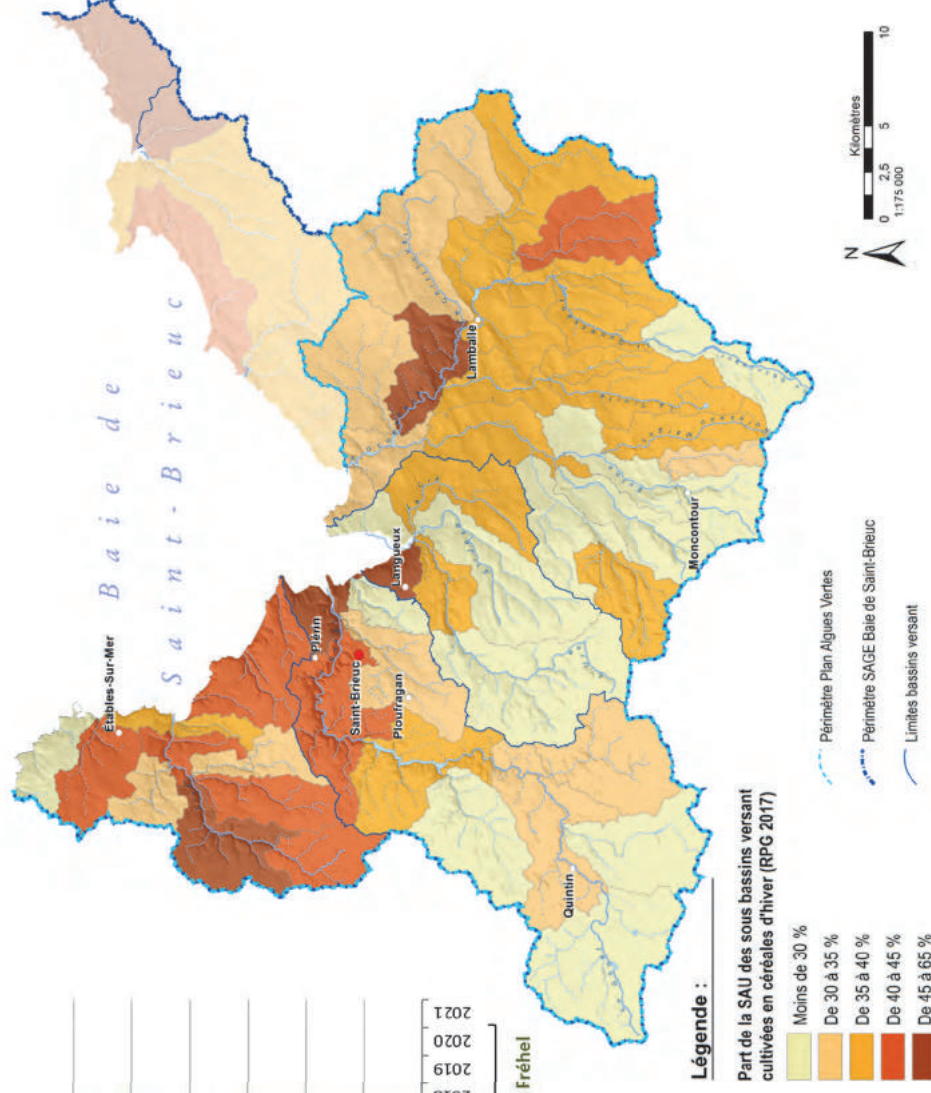 Baie de
Saint-Brieuc
Etables-Sur-Mer
Plérin
Saint-Brieuc
Ploufragan
Langueux
Lamballe
Quintin
Moncontour
2021
2020
2019
2018
Fréhel
N
Kilomètres
0 2,5 5 10
1:175 000
Légende :
Part de la SAU des sous bassins versant
cultivées en céréales d'hiver (RPG 2017)
Moins de 30 %
De 30 à 35 %
De 35 à 40 %
De 40 à 45 %
De 45 à 65 %
Périmètre Plan Algues Vertes
Périmètre SAGE Baie de Saint-Brieuc
Limites bassins versant